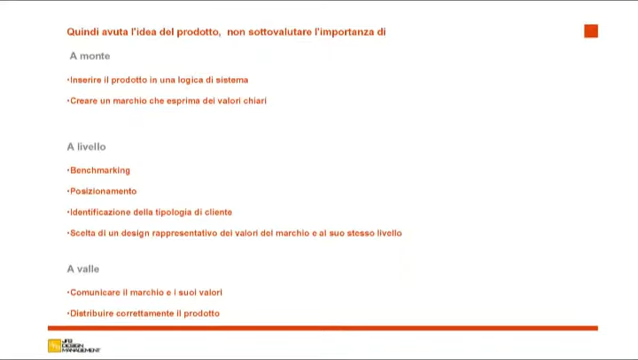 Quindi avuta l'idea del prodotto, non sottovalutare l'importanza di
A monte
•Inserire il prodotto in una logica di sistema
•Creare un marchio che esprima dei valori chiari
A livello
•Benchmarking
•Posizionamento
•Identificazione della tipologia di cliente
•Scelta di un design rappresentativo dei valori del marchio e al suo stesso livello
A valle
•Comunicare il marchio e i suoi valori
•Distribuire correttamente il prodotto
DESIGN
MANAGEMENT